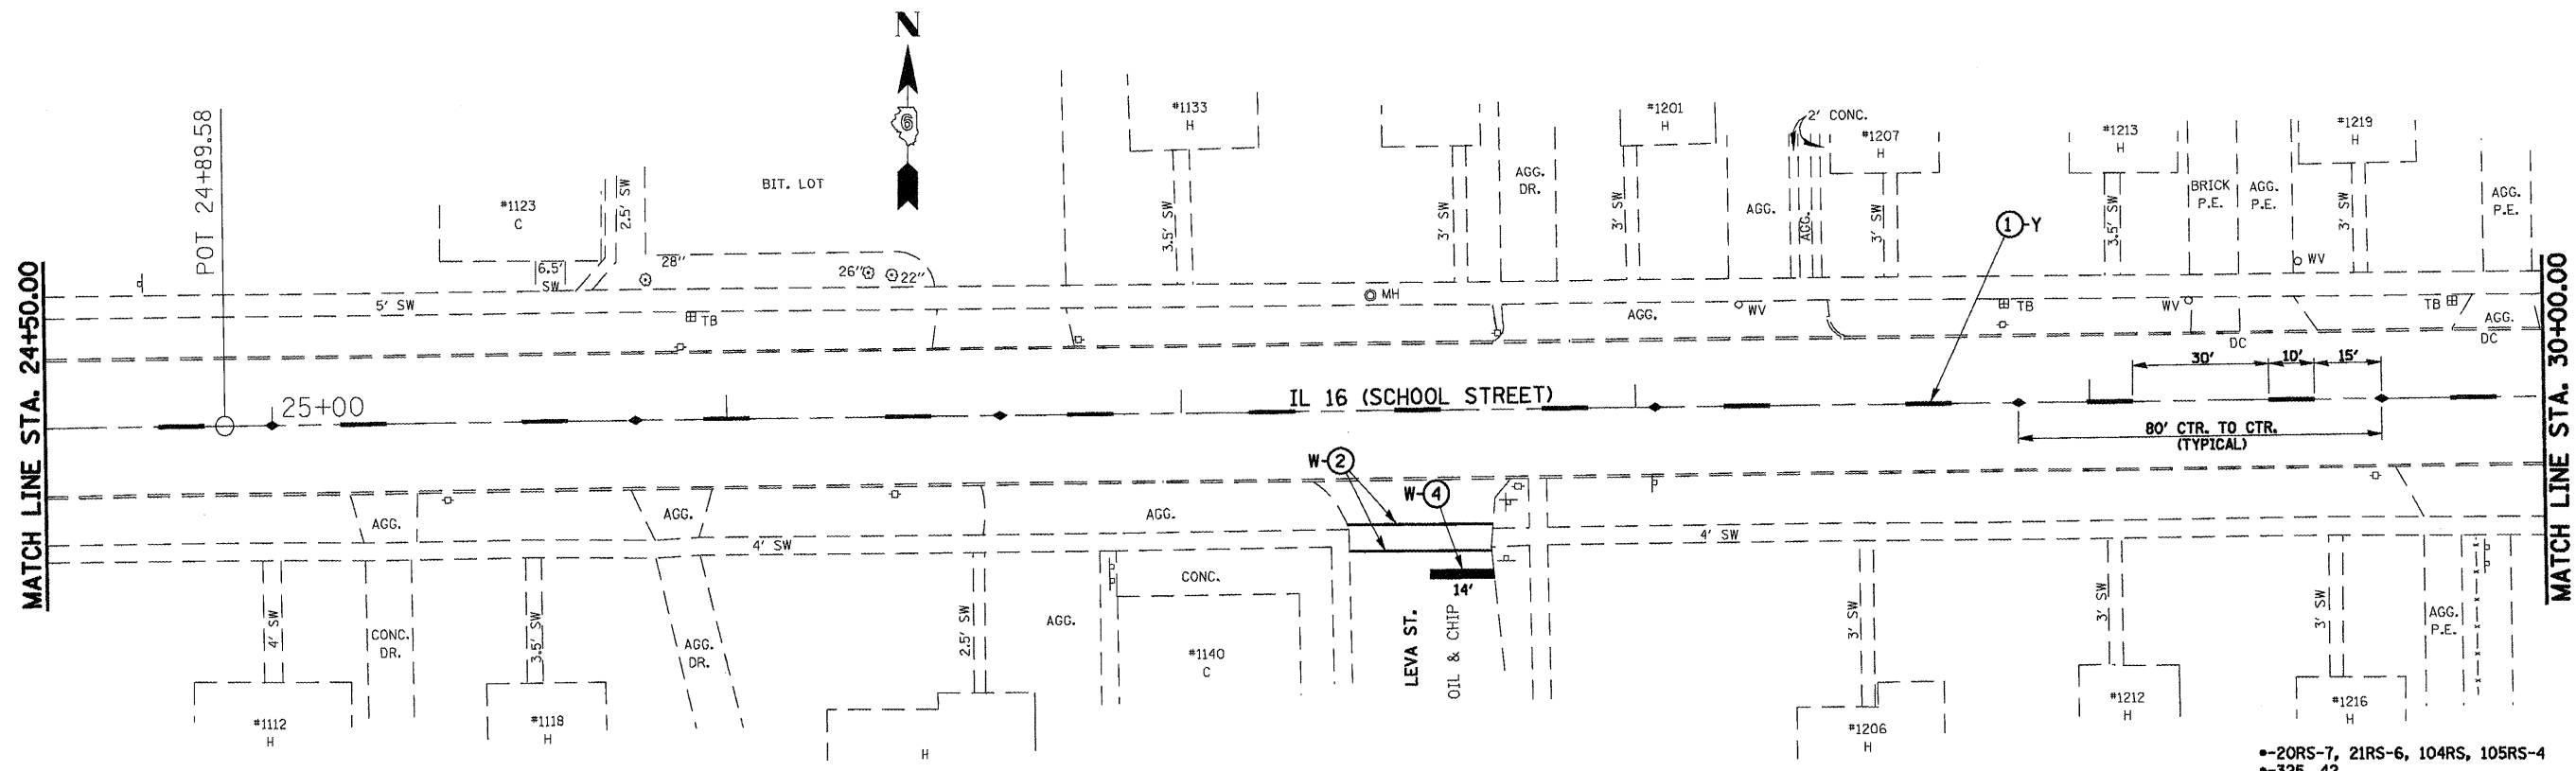 N
6
MATCH LINE STA. 24+50.00
POT 24+89.58
#1123
C
6.5'
SW
2.5' SW
28"
BIT. LOT
26"
22"
#1133
H
3.5' SW
3' SW
AGG.
DR.
#1201
H
3' SW
AGG.
2' CONC.
AGG.
#1207
H
3' SW
1-Y
#1213
H
3.5' SW
BRICK
P.E.
AGG.
P.E.
#1219
H
3' SW
AGG.
P.E.
WV
MATCH LINE STA. 30+00.00
5' SW
TB
MH
AGG.
WV
TB
WV
TB
AGG.
DC
DC
30'
10'
15'
25+00
IL 16 (SCHOOL STREET)
80' CTR. TO CTR.
(TYPICAL)
W-2
W-4
AGG.
AGG.
AGG.
4' SW
4' SW
14'
4' SW
CONC.
DR.
3.5' SW
AGG.
DR.
2.5' SW
AGG.
CONC.
#1140
C
LEVA ST.
OIL & CHIP
3' SW
3' SW
3' SW
AGG.
P.E.
#1112
H
#1118
H
H
#1206
H
#1212
H
#1216
H
•-20RS-7, 21RS-6, 104RS, 105RS-4